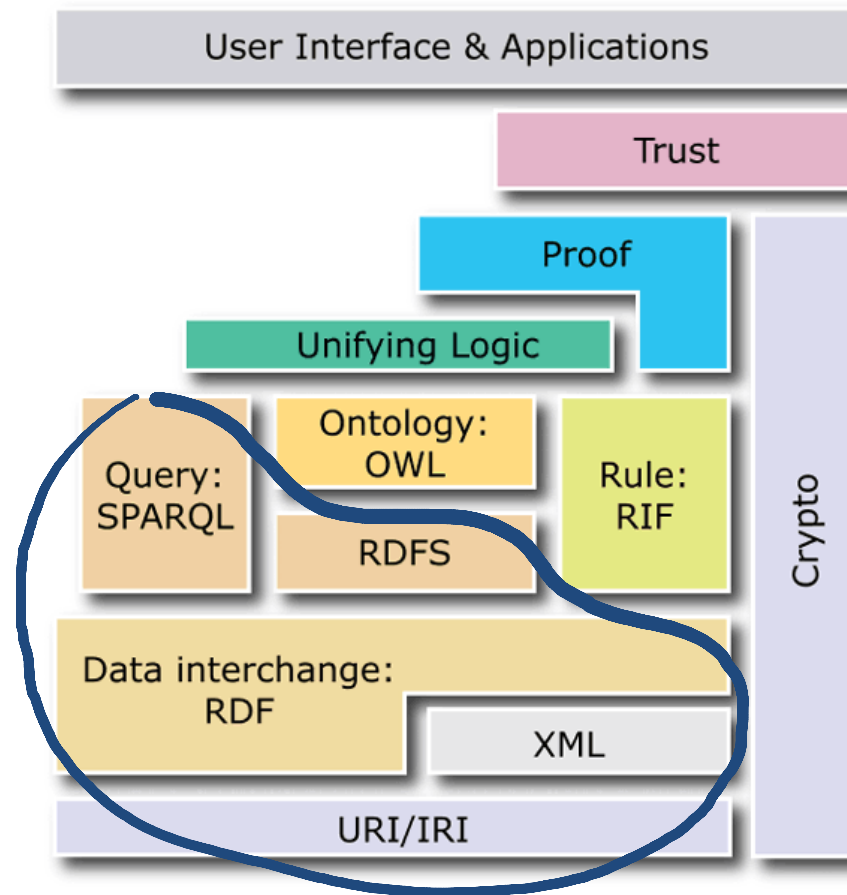 User Interface & Applications
Trust
Proof
Unifying Logic
Ontology:
OWL
Query:
SPARQL
Rule:
RIF
RDFS
Crypto
Data interchange:
RDF
XML
URI/IRI